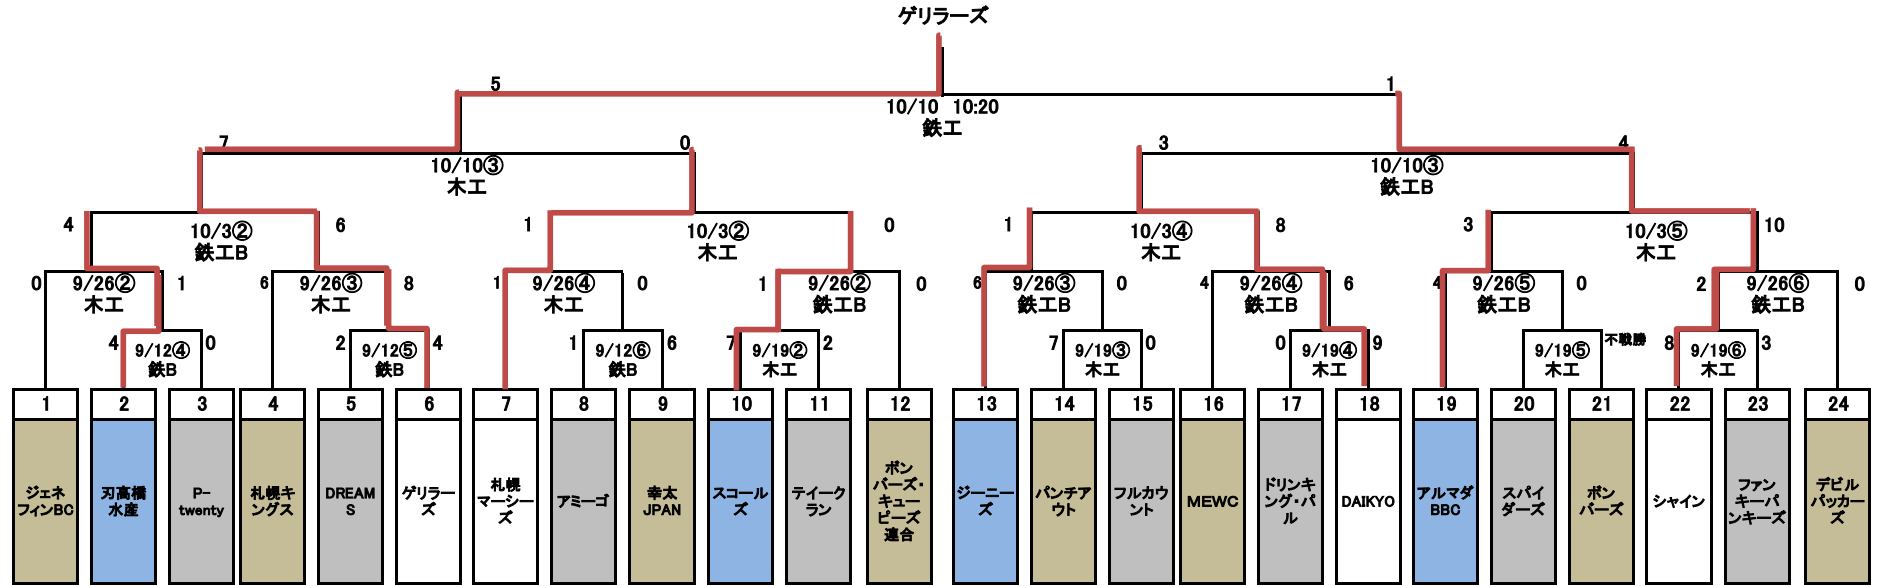 ゲリラーズ
5
1
10/10 10:20
鉄工
7
0
3
4
10/10③
木工
10/10③
鉄工B
4
10/3②
鉄工B
6
1
10/3②
木工
0
1
10/3④
木工
8
3
10/3⑤
木工
10
0
9/26②
木工
1
6
9/26③
木工
8
1
9/26④
木工
0
1
9/26②
鉄工B
0
6
9/26③
鉄工B
0
4
9/26④
鉄工B
6
4
9/26⑤
鉄工B
0
2
9/26⑥
鉄工B
0
4
9/12④
鉄B
0
2
9/12⑤
鉄B
4
1
9/12⑥
鉄B
6
7
9/19②
木工
2
7
9/19③
木工
0
0
9/19④
木工
9
9/19⑤
木工
不戦勝
8
9/19⑥
木工
3
1
2
3
4
5
6
7
8
9
10
11
12
13
14
15
16
17
18
19
20
21
22
23
24
ジェネ
フィンBC
刃高橋
水産
P-
twenty
札幌キ
ングス
DREAM
S
ゲリラー
ズ
札幌
マーシー
ズ
アミーゴ
幸太
JPAN
スコール
ズ
テイーク
ラン
ボン
バーズ・
キュー
ピーズ
連合
ジーニー
ズ
パンチア
ウト
フルカウ
ント
MEWC
ドリンキ
ング・パ
ル
DAIKYO
アルマダ
BBC
スパイ
ダーズ
ボン
バーズ
シャイン
ファン
キーパ
ンキーズ
デビル
パッカー
ズ